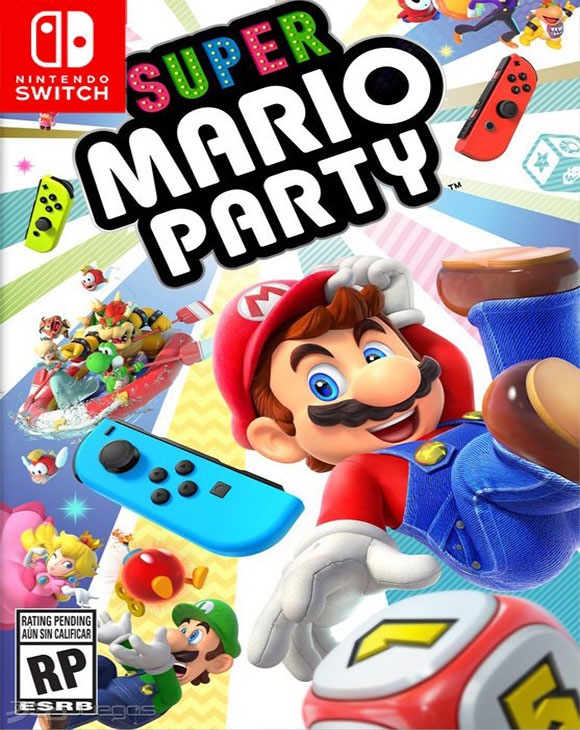 NINTENDO
SWITCH
SUPER
MARIO
PARTY
TM
M
RATING PENDING
AÚN SIN CALIFICAR
RP
ESRB